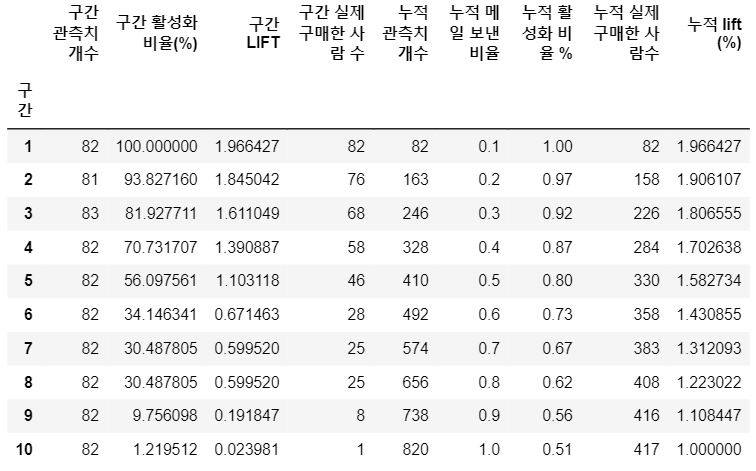 구간 관측치 개수 구간 활성화 비율(%) 구간 LIFT 구간 실제 구매한 사람 수 누적 관측치 개수 누적 메일 보낸 비율 누적 활성화 비율 % 누적 실제 구매한 사람수 누적 lift (%)
구간
1 82 100.000000 1.966427 82 82 0.1 1.00 82 1.966427
2 81 93.827160 1.845042 76 163 0.2 0.97 158 1.906107
3 83 81.927711 1.611049 68 246 0.3 0.92 226 1.806555
4 82 70.731707 1.390887 58 328 0.4 0.87 284 1.702638
5 82 56.097561 1.103118 46 410 0.5 0.80 330 1.582734
6 82 34.146341 0.671463 28 492 0.6 0.73 358 1.430855
7 82 30.487805 0.599520 25 574 0.7 0.67 383 1.312093
8 82 30.487805 0.599520 25 656 0.8 0.62 408 1.223022
9 82 9.756098 0.191847 8 738 0.9 0.56 416 1.108447
10 82 1.219512 0.023981 1 820 1.0 0.51 417 1.000000